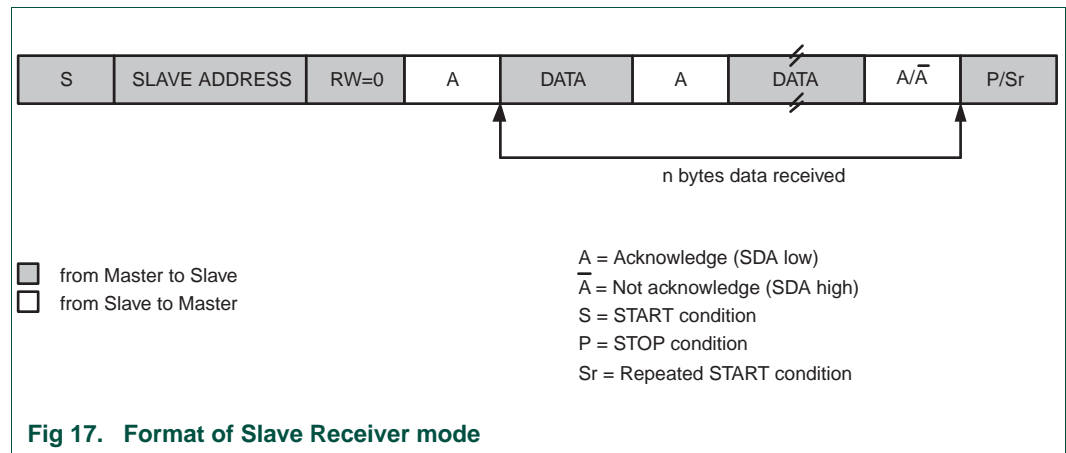 S SLAVE ADDRESS RW=0 A DATA A DATA A/A̅ P/Sr
n bytes data received
from Master to Slave
from Slave to Master
A = Acknowledge (SDA low)
A̅ = Not acknowledge (SDA high)
S = START condition
P = STOP condition
Sr = Repeated START condition
Fig 17. Format of Slave Receiver mode